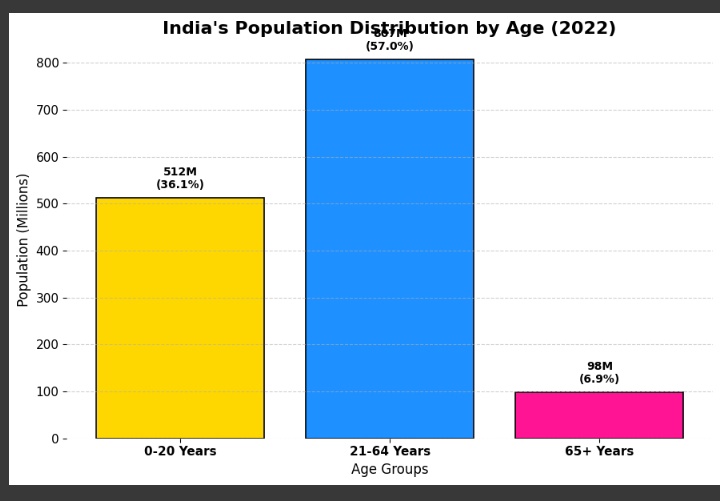 India's Population Distribution by Age (2022)
807M
(57.0%)
512M
(36.1%)
98M
(6.9%)
Population (Millions)
800
700
600
500
400
300
200
100
0
0-20 Years
21-64 Years
65+ Years
Age Groups